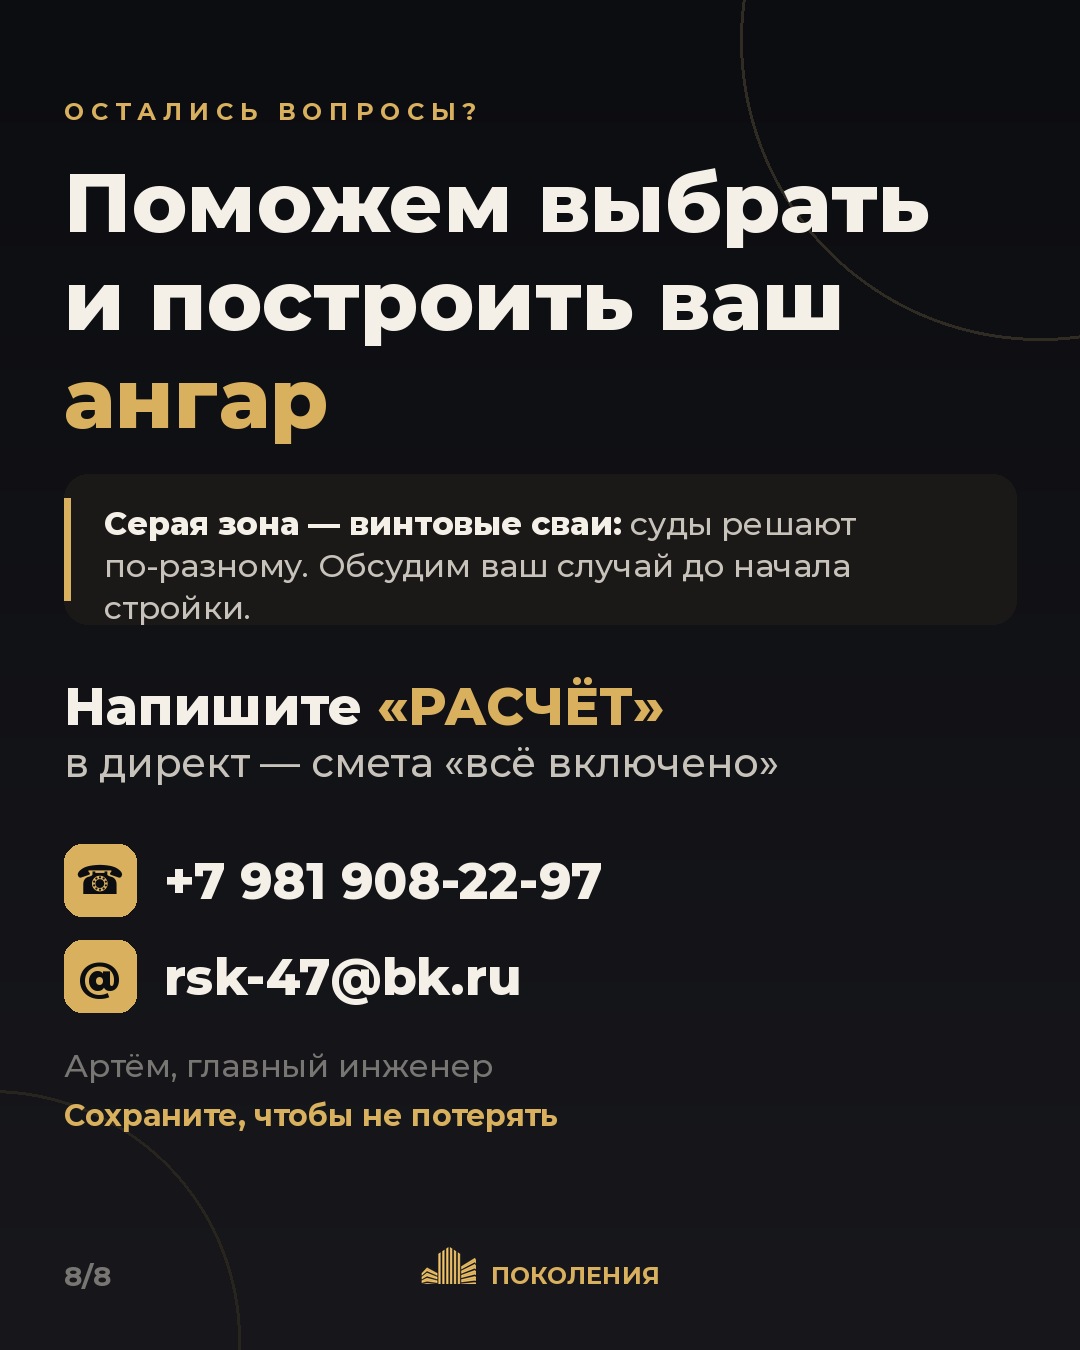 ОСТАЛИСЬ ВОПРОСЫ?
Поможем выбрать
и построить ваш
ангар
Серая зона — винтовые сваи: суды решают
по-разному. Обсудим ваш случай до начала
стройки.
Напишите «РАСЧЁТ»
в директ — смета «всё включено»
☎ +7 981 908-22-97
@ rsk-47@bk.ru
Артём, главный инженер
Сохраните, чтобы не потерять
8/8
ПОКОЛЕНИЯ